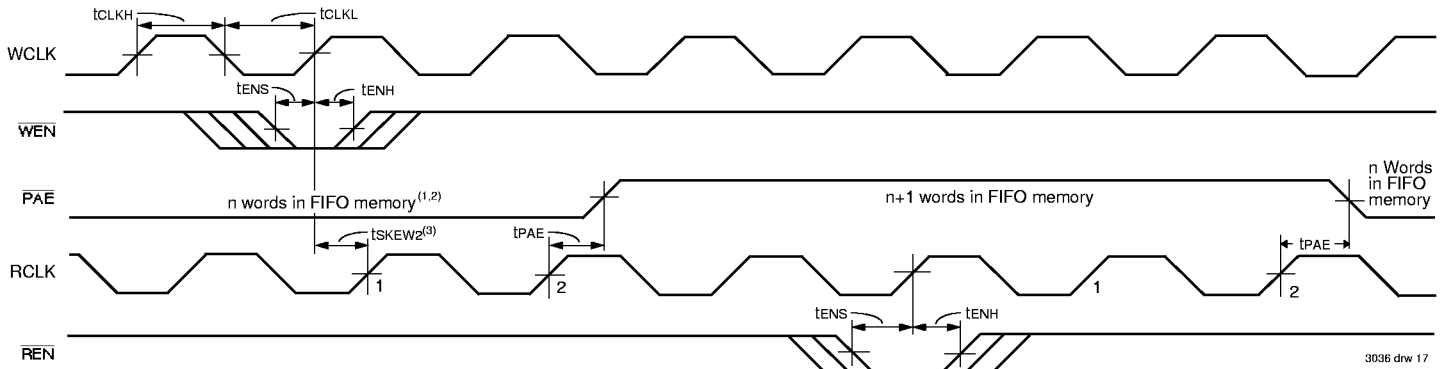 tCLKH
tCLKL
WCLK
tENS
tENH
WEN
PAE
n words in FIFO memory(1,2)
n+1 words in FIFO memory
n Words
in FIFO
memory
tSKEW2(3)
tPAE
tPAE
RCLK
1
2
1
2
tENS
tENH
REN
3036 drw 17